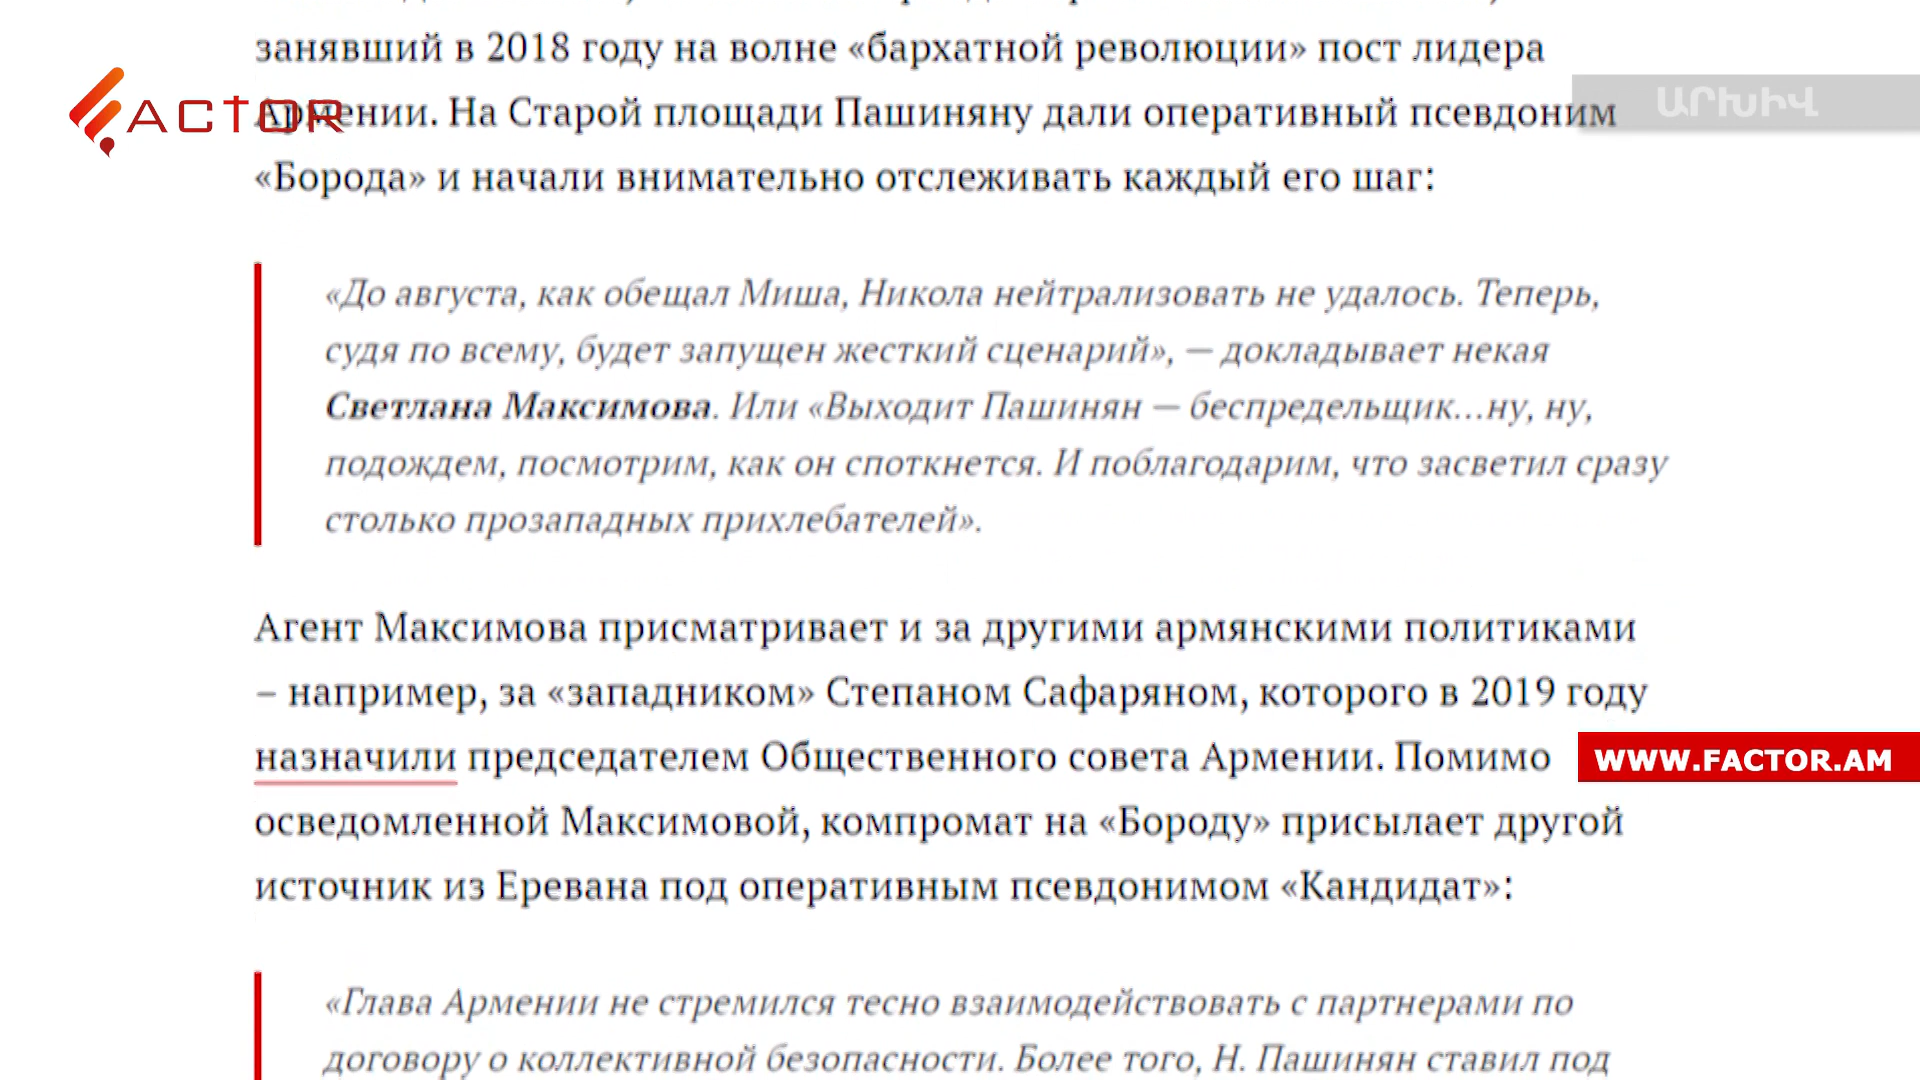 занявший в 2018 году на волне «бархатной революции» пост лидера
Армении. На Старой площади Пашиняну дали оперативный псевдоним
«Борода» и начали внимательно отслеживать каждый его шаг:
ACTOR
ԱՐԽԻՎ
«До августа, как обещал Миша, Никола нейтрализовать не удалось. Теперь,
судя по всему, будет запущен жесткий сценарий», — докладывает некая
Светлана Максимова. Или «Выходит Пашинян — беспредельщик...ну, ну,
подождем, посмотрим, как он споткнется. И поблагодарим, что засветил сразу
столько прозападных прихлебателей».
Агент Максимова присматривает и за другими армянскими политиками
– например, за «западником» Степаном Сафаряном, которого в 2019 году
назначили председателем Общественного совета Армении. Помимо
WWW.FACTOR.AM
осведомленной Максимовой, компромат на «Бороду» присылает другой
источник из Еревана под оперативным псевдонимом «Кандидат»:
«Глава Армении не стремился тесно взаимодействовать с партнерами по
договору о коллективной безопасности. Более того, Н. Пашинян ставил под